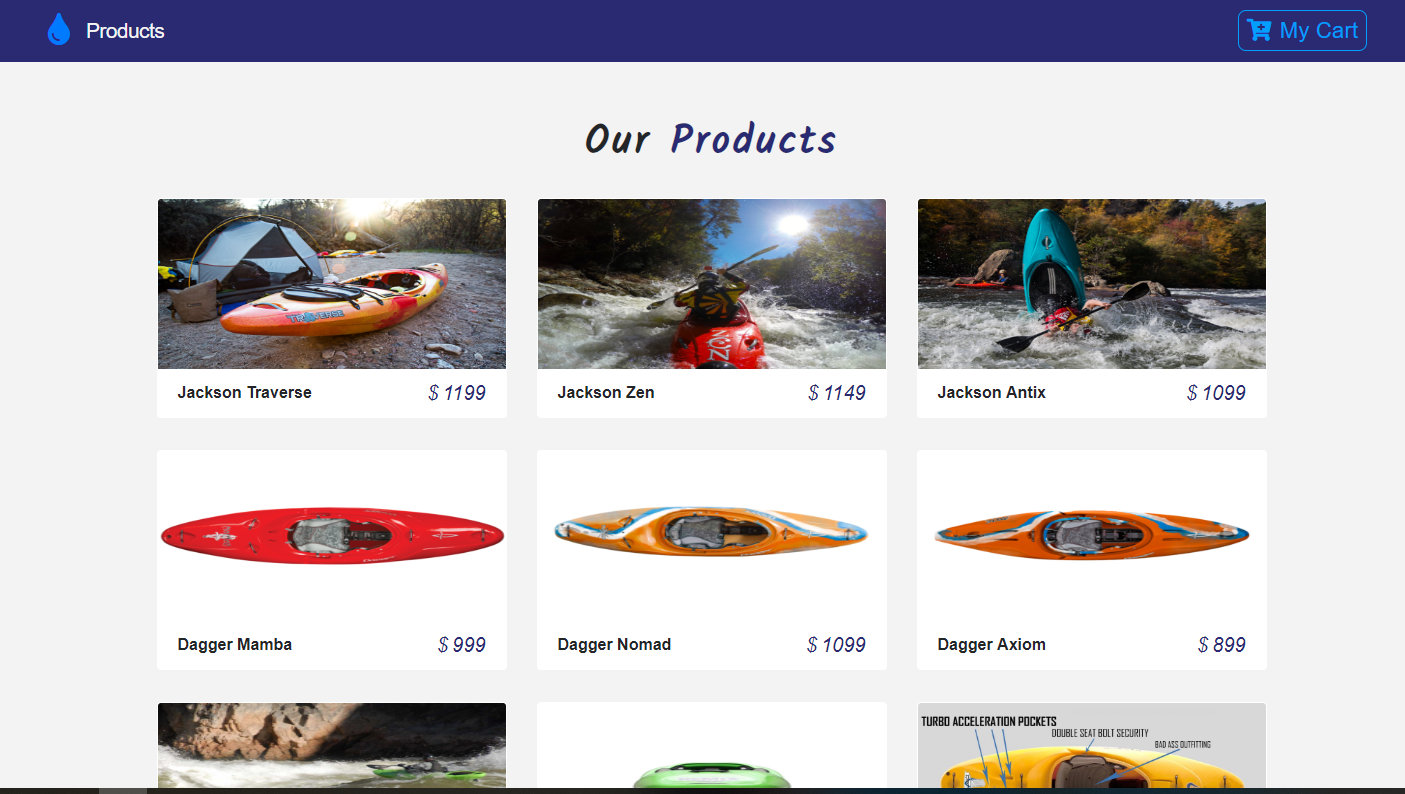 Products
My Cart
Our Products
TRAVERSE
ZEN
Jackson Traverse
$ 1199
Jackson Zen
$ 1149
Jackson Antix
$ 1099
Dagger Mamba
$ 999
Dagger Nomad
$ 1099
Dagger Axiom
$ 899
TURBO ACCELERATION POCKETS
DOUBLE SEAT BOLT SECURITY
BAD ASS OUTFITTING